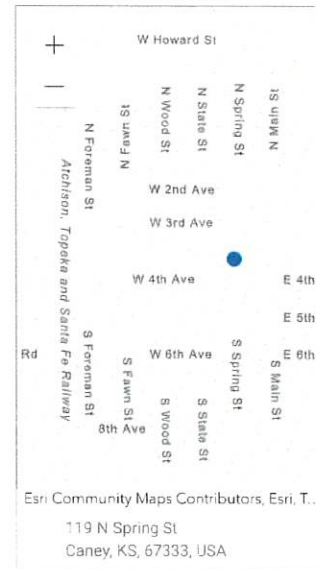 +
W Howard St
−
N Foreman St
N Fawn St
N
N Wood St
N State St
N Spring St
N Main St
Atchison, Topeka and Santa Fe Railway
W 2nd Ave
W 3rd Ave
W 4th Ave
E 4th
E 5th
Rd
S Foreman St
S Fawn St
W 6th Ave
S Spring St
S Main St
E 6th
8th Ave
S Wood St
S State St
Esri Community Maps Contributors, Esri, T...
119 N Spring St
Caney, KS, 67333, USA